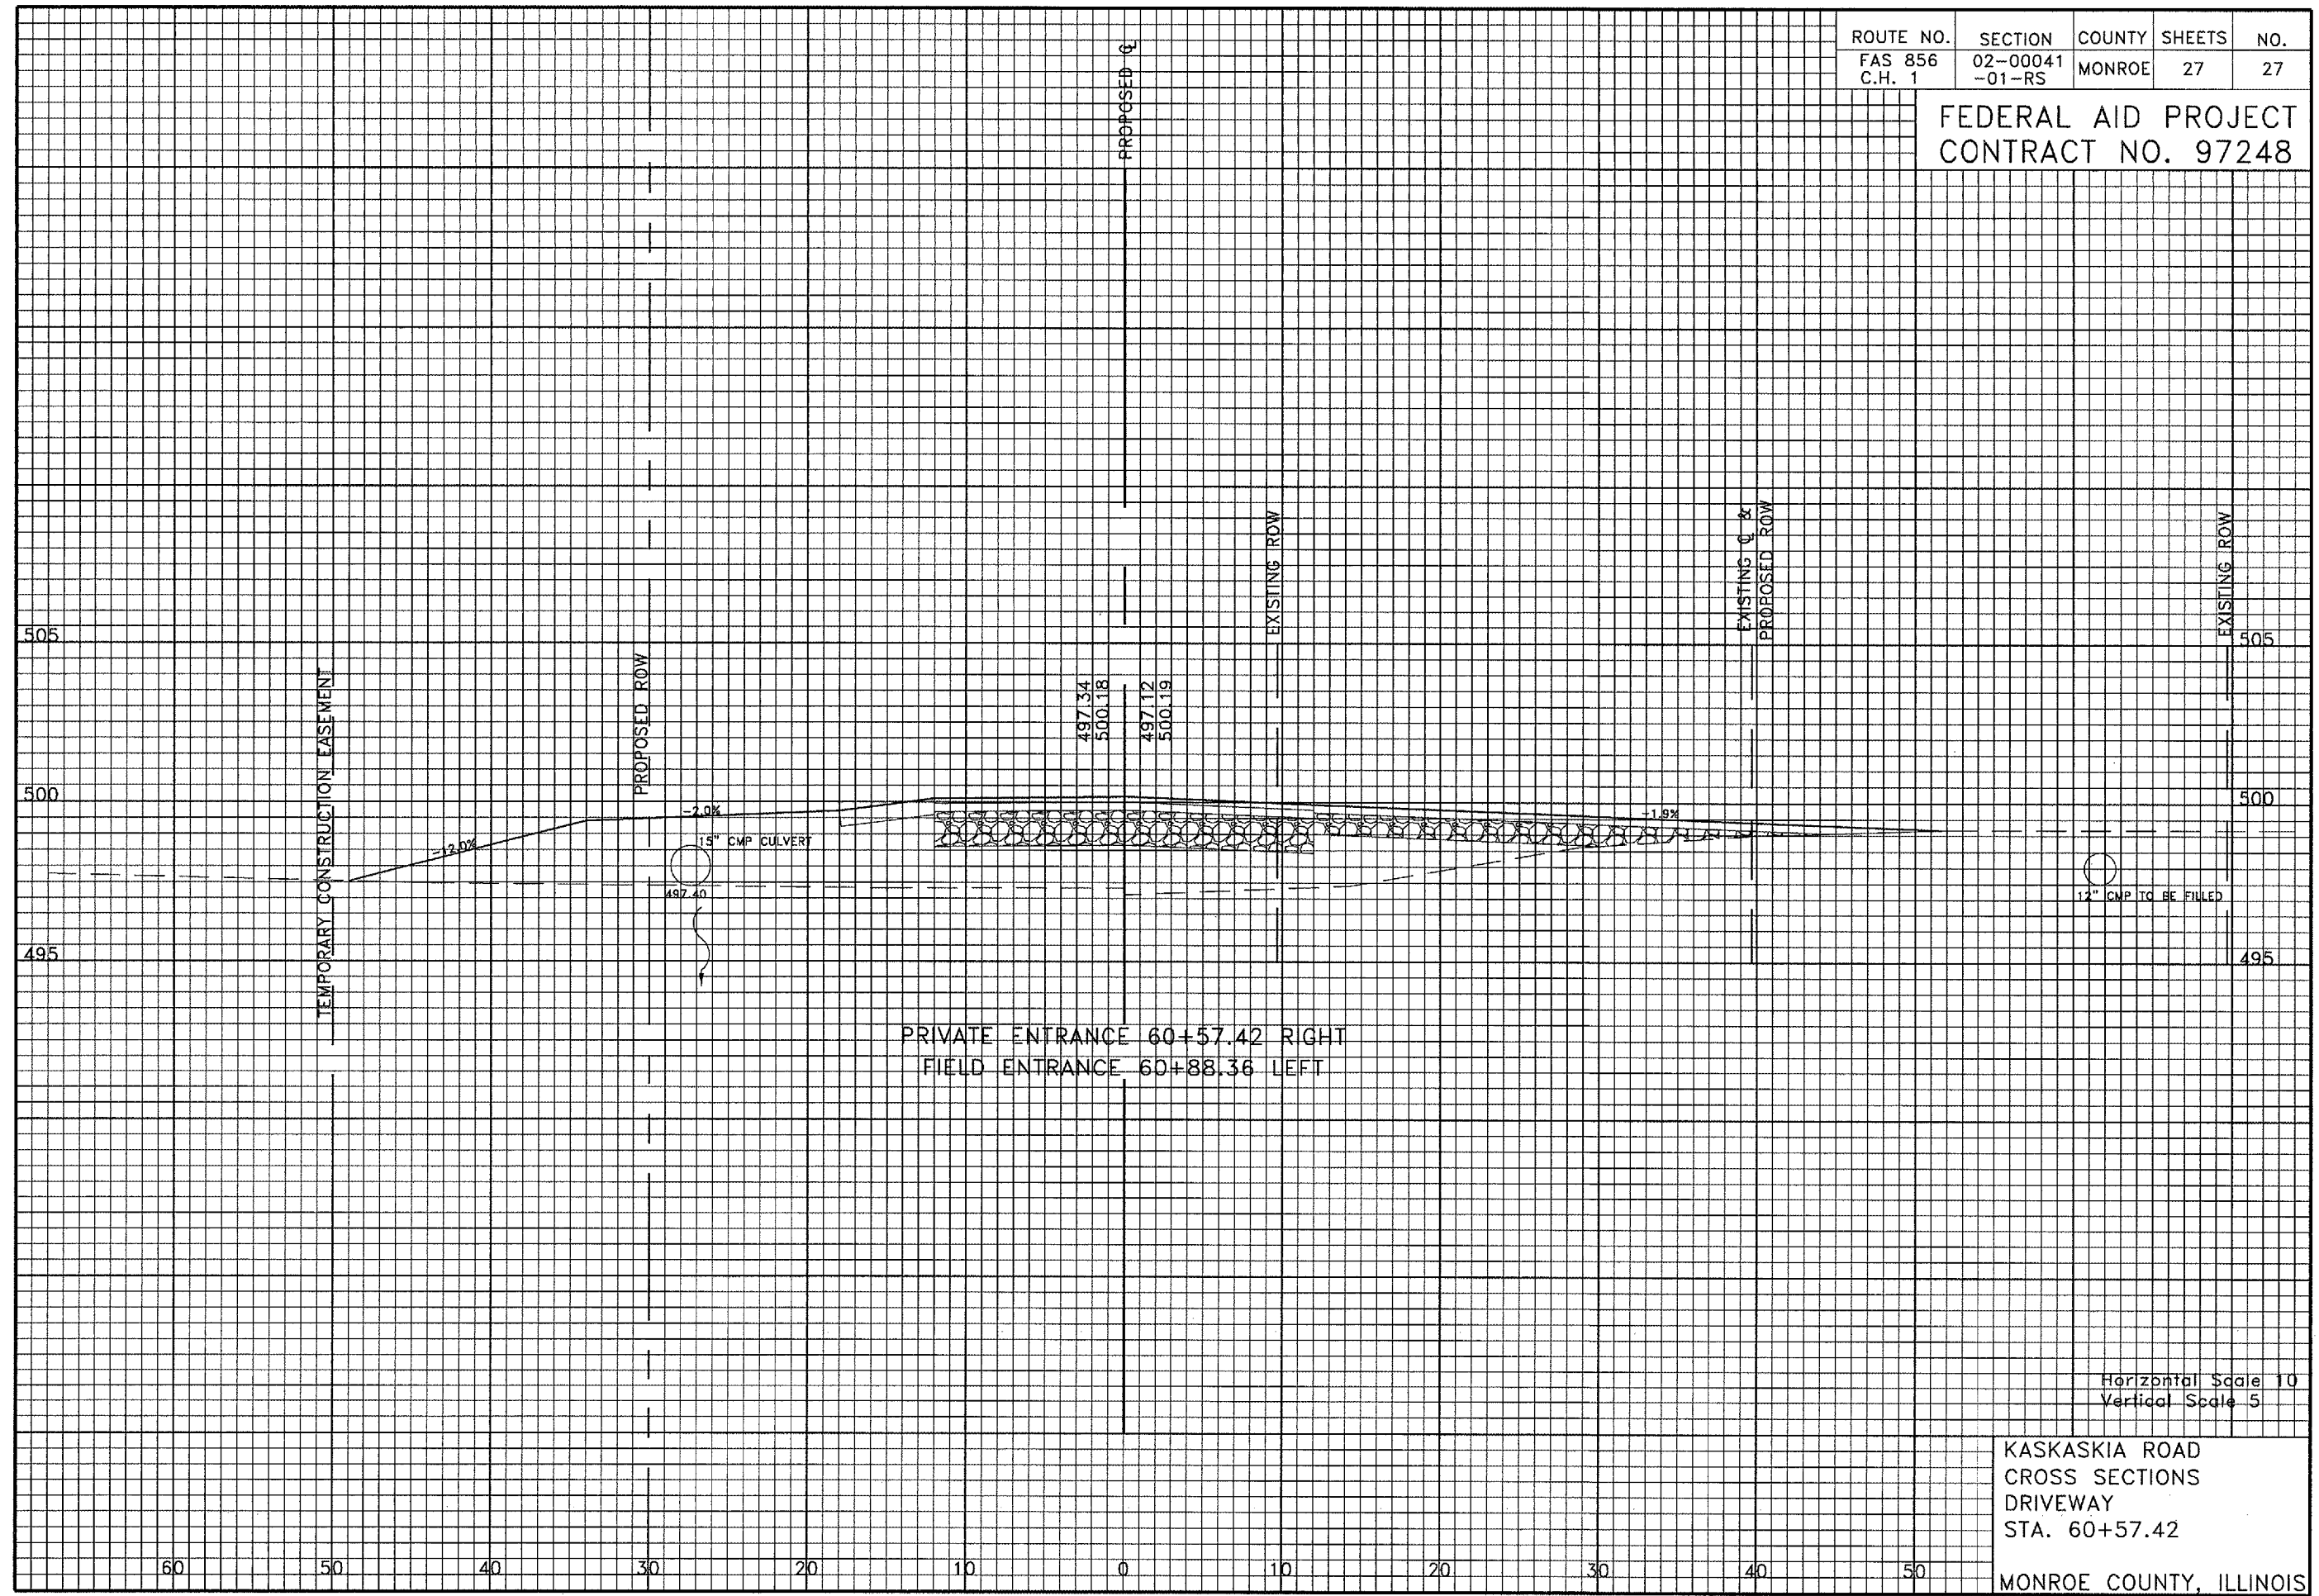 ROUTE NO. SECTION COUNTY SHEETS NO.
FAS 856 02-00041 MONROE 27 27
C.H. 1 -01-RS
FEDERAL AID PROJECT
CONTRACT NO. 97248
PROPOSED ℄
EXISTING ROW
EXISTING ℄ &
PROPOSED ROW
EXISTING ROW
505
505
TEMPORARY CONSTRUCTION EASEMENT
PROPOSED ROW
497.34
500.18
497.12
500.19
500
500
-2.0%
-1.9%
-12.0%
15" CMP CULVERT
497.40
12" CMP TO BE FILLED
495
495
PRIVATE ENTRANCE 60+57.42 RIGHT
FIELD ENTRANCE 60+88.36 LEFT
Horizontal Scale 10
Vertical Scale 5
KASKASKIA ROAD
CROSS SECTIONS
DRIVEWAY
STA. 60+57.42
MONROE COUNTY, ILLINOIS
60 50 40 30 20 10 0 10 20 30 40 50